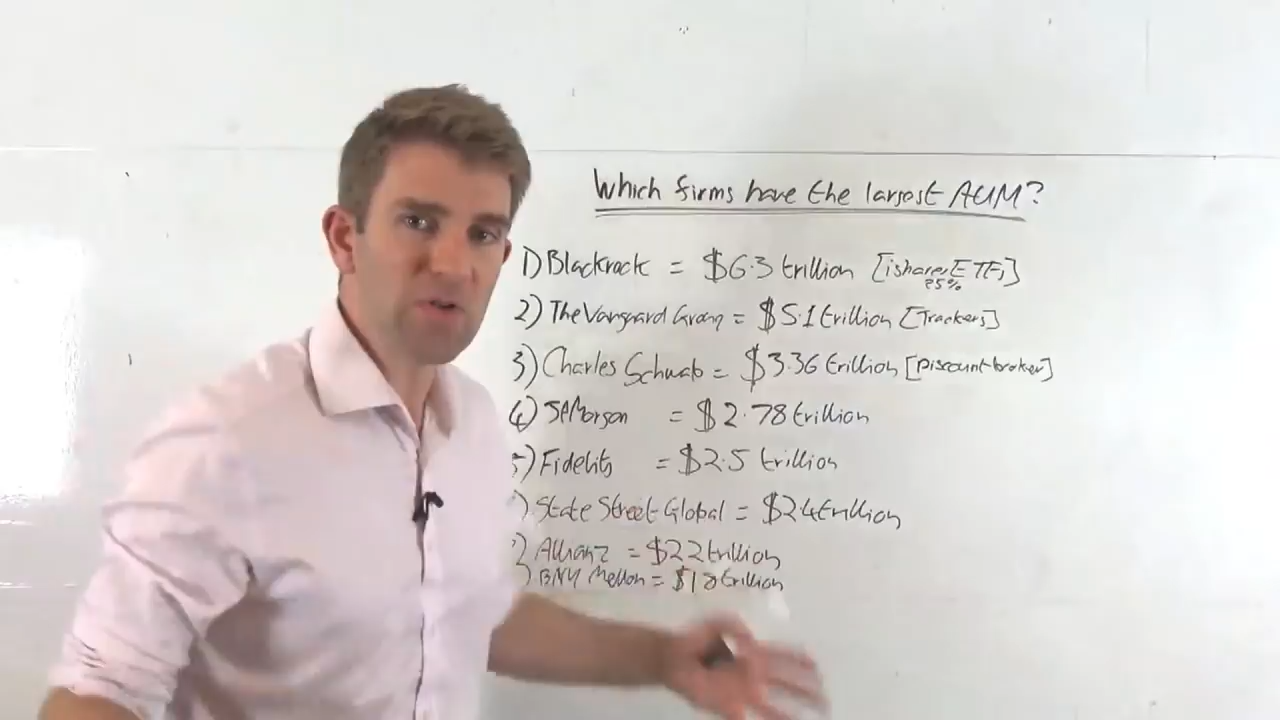 Which firms have the largest AUM?
1) Blackrock = $6.3 trillion [ishares ETFs]
25%
2) The Vanguard Group = $5.1 trillion [Trackers]
3) Charles Schwab = $3.36 trillion [Discount broker]
4) JPMorgan = $2.78 trillion
5) Fidelity = $2.5 trillion
) State Street Global = $2.4 trillion
) Allianz = $2.2 trillion
) BNY Mellon = $1.8 trillion